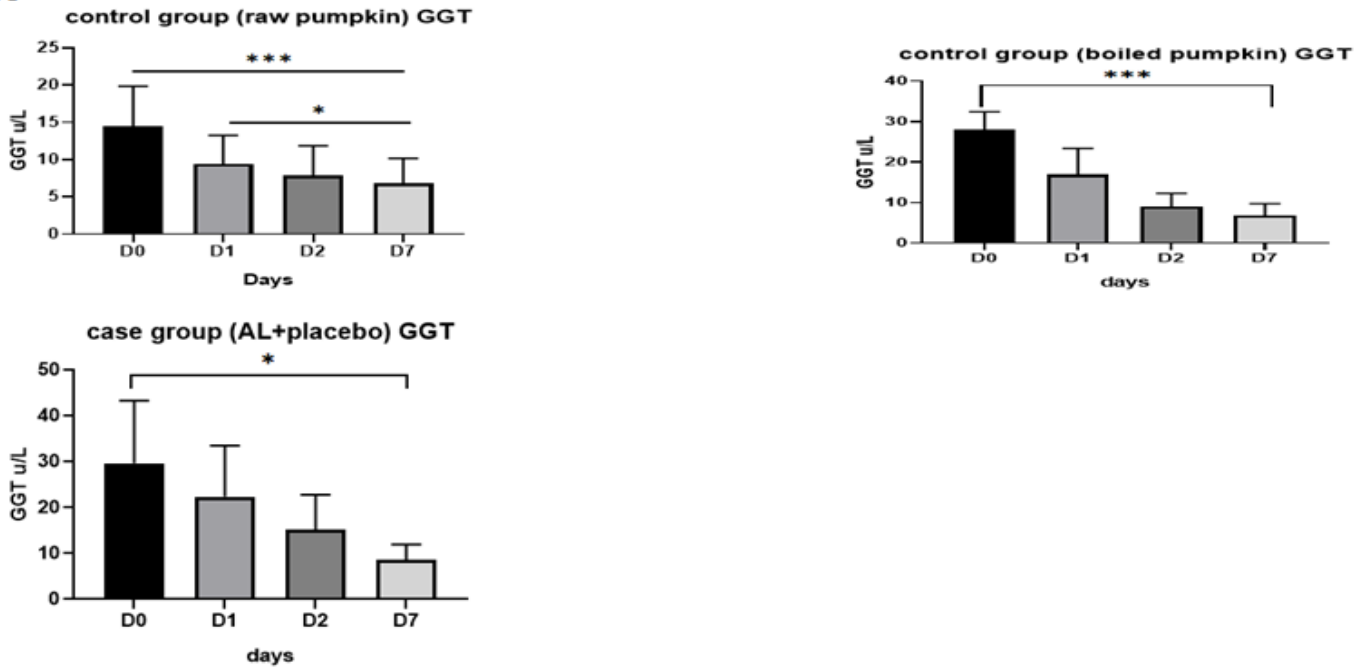 control group (raw pumpkin) GGT
25
20
15
10
5
0
GGT u/L
***
*
D0 D1 D2 D7
Days
control group (boiled pumpkin) GGT
40
30
20
10
0
GGT u/L
***
D0 D1 D2 D7
days
case group (AL+placebo) GGT
50
40
30
20
10
0
GGT u/L
*
D0 D1 D2 D7
days